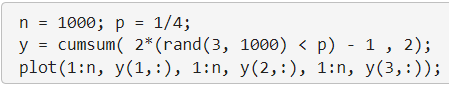 n = 1000; p = 1/4;
y = cumsum( 2*(rand(3, 1000) < p) - 1 , 2);
plot(1:n, y(1,:), 1:n, y(2,:), 1:n, y(3,:));